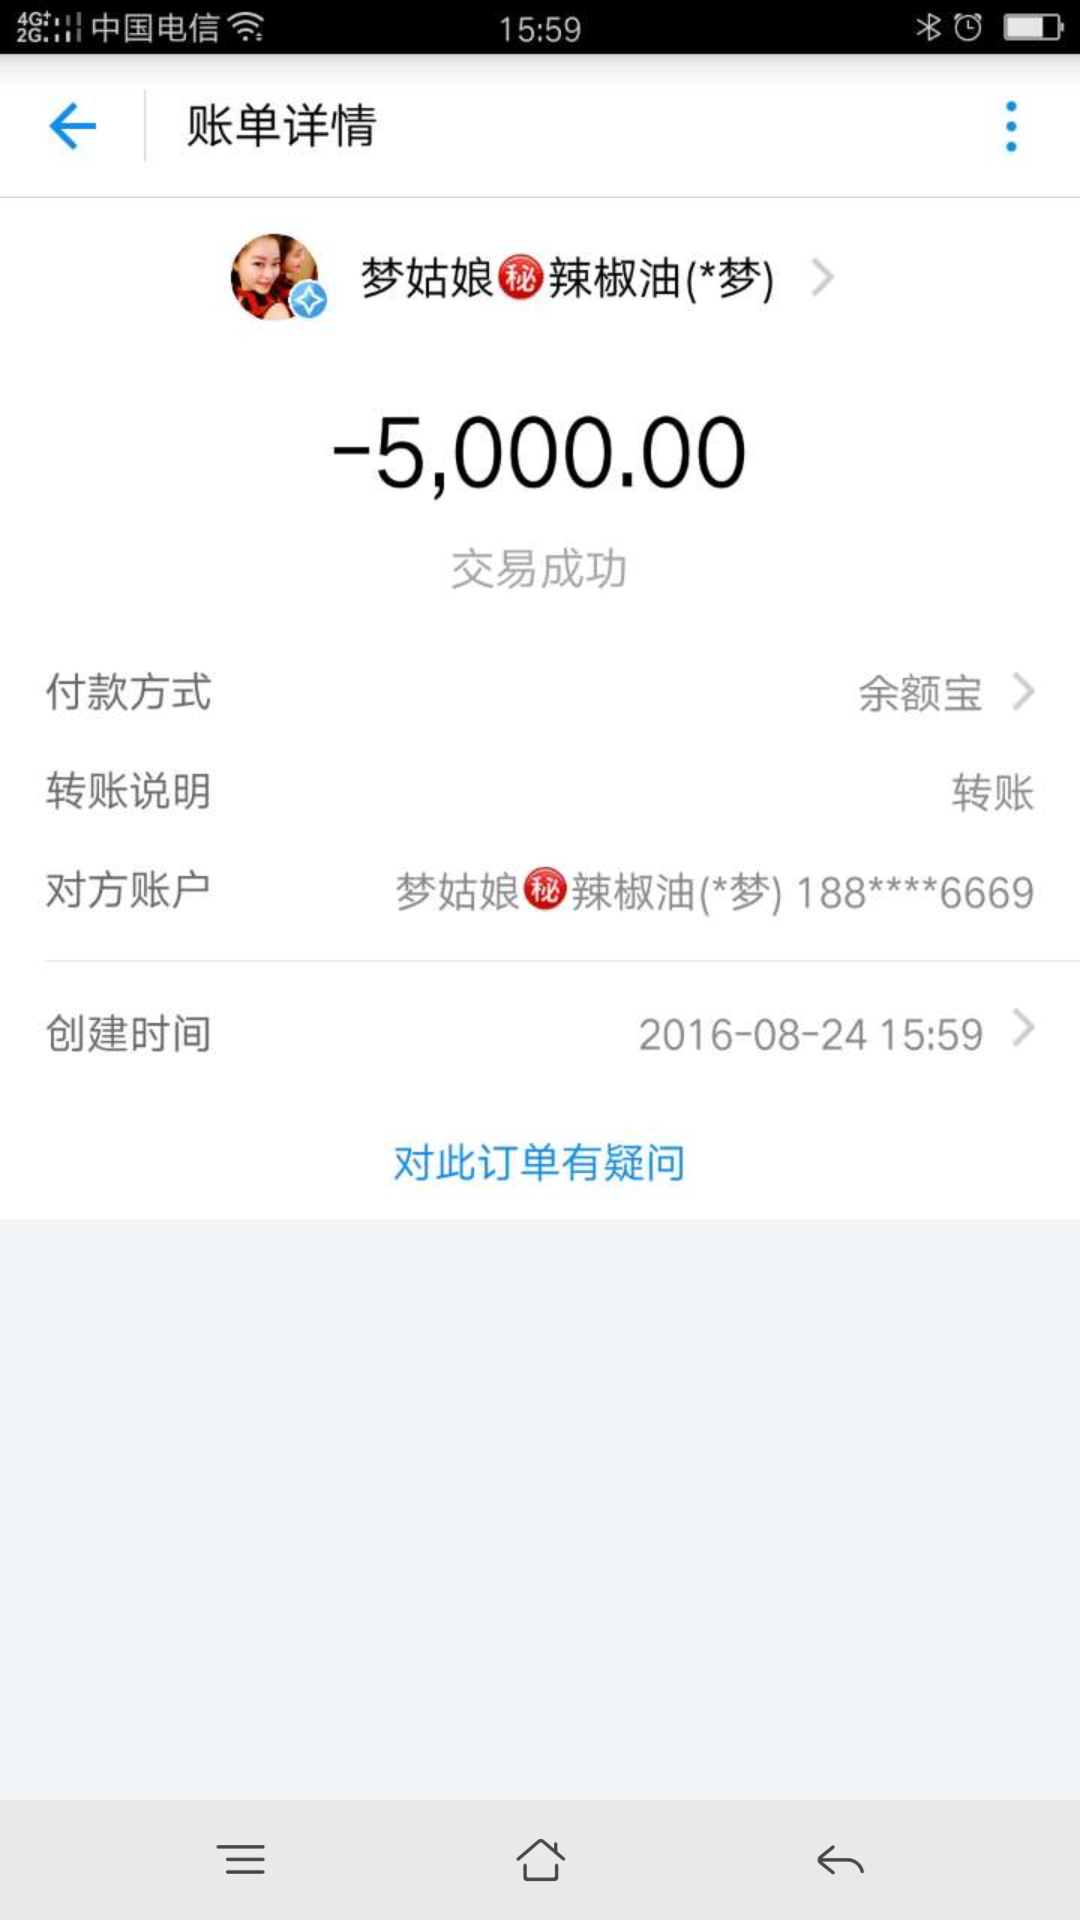 4G+ 2G 中国电信 15:59
账单详情
梦姑娘㊙辣椒油(*梦)
-5,000.00
交易成功
付款方式 余额宝
转账说明 转账
对方账户 梦姑娘㊙辣椒油(*梦) 188****6669
创建时间 2016-08-24 15:59
对此订单有疑问